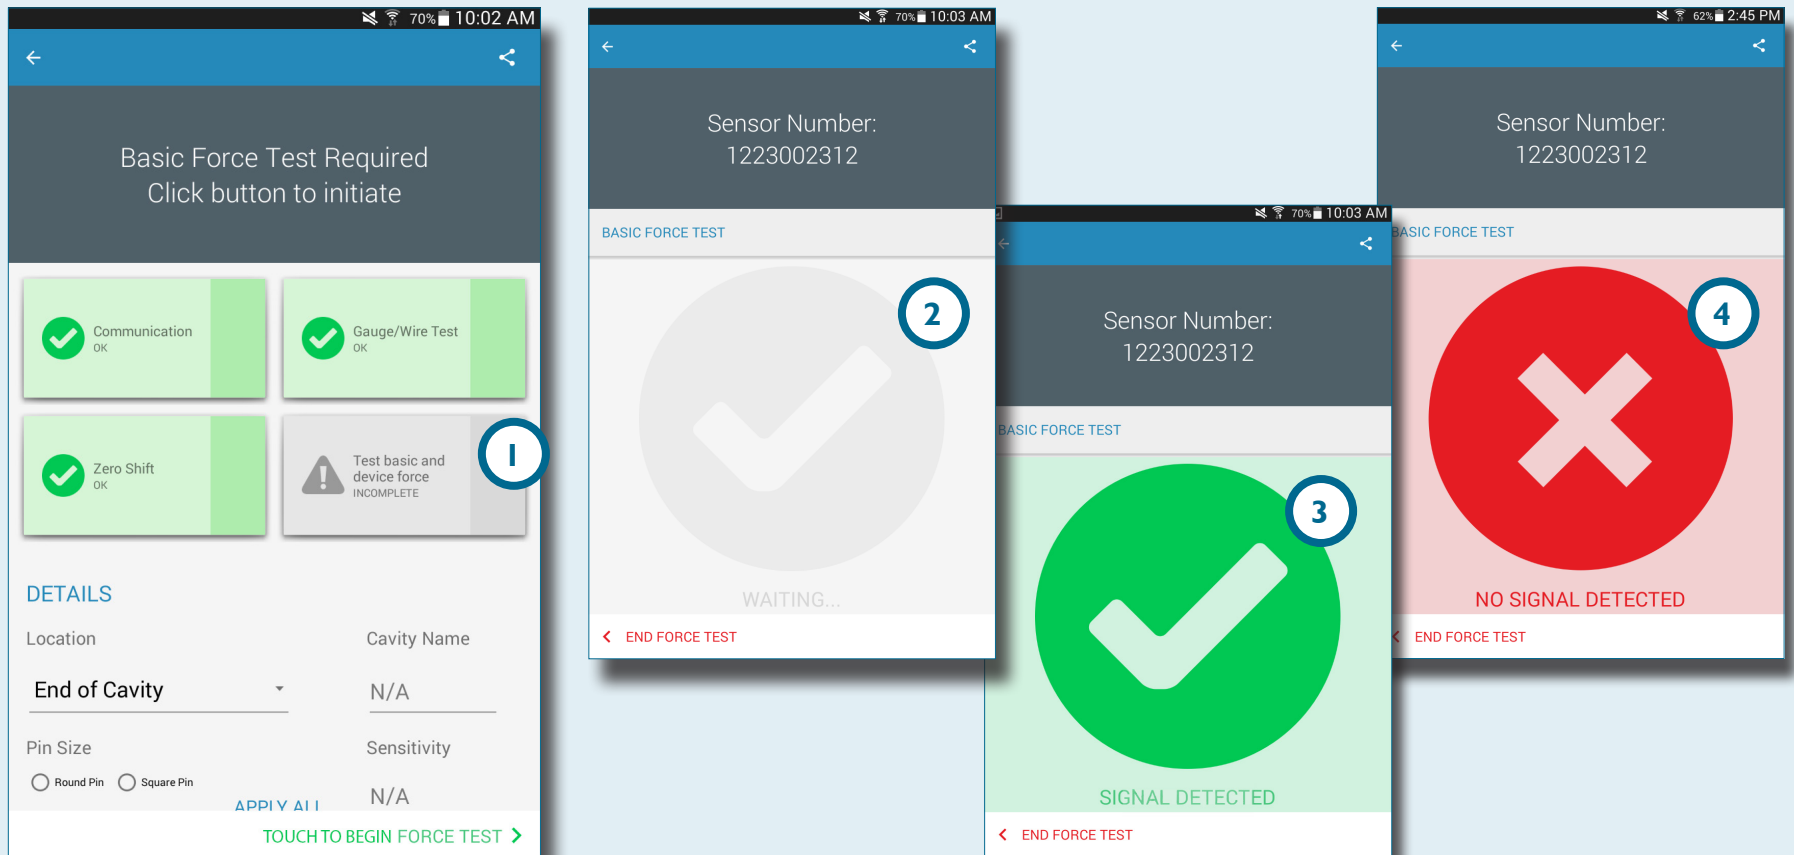 70% 10:02 AM
Basic Force Test Required
Click button to initiate
Communication
OK
Gauge/Wire Test
OK
Zero Shift
OK
Test basic and
device force
INCOMPLETE
1
DETAILS
Location
Cavity Name
End of Cavity
N/A
Pin Size
Sensitivity
Round Pin
Square Pin
N/A
APPLY ALL
TOUCH TO BEGIN FORCE TEST
70% 10:03 AM
Sensor Number:
1223002312
BASIC FORCE TEST
2
WAITING...
END FORCE TEST
70% 10:03 AM
Sensor Number:
1223002312
BASIC FORCE TEST
3
SIGNAL DETECTED
END FORCE TEST
62% 2:45 PM
Sensor Number:
1223002312
BASIC FORCE TEST
4
NO SIGNAL DETECTED
END FORCE TEST